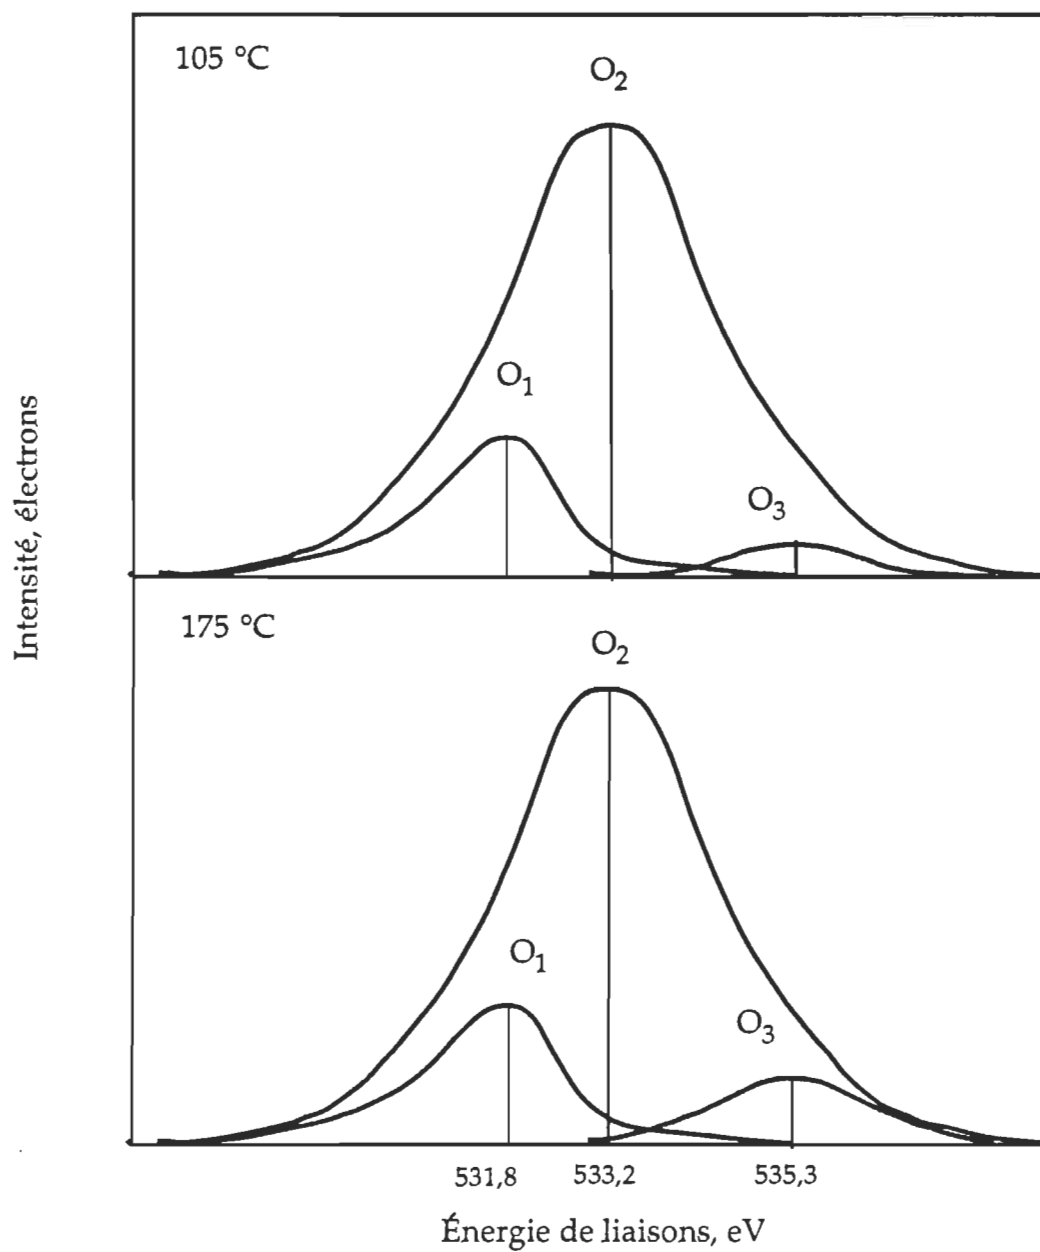 105 °C
O2
O1
O3
Intensité, électrons
175 °C
O2
O1
O3
531,8 533,2 535,3
Énergie de liaisons, eV